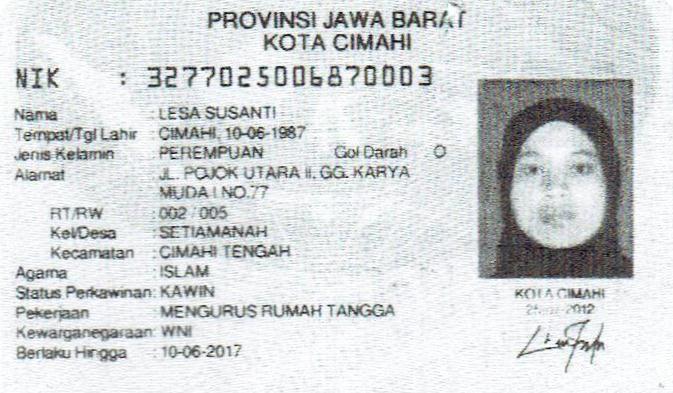 PROVINSI JAWA BARAT
KOTA CIMAHI
NIK : 3277025006870003
Nama : LESA SUSANTI
Tempat/Tgl Lahir : CIMAHI, 10-06-1987
Jenis Kelamin : PEREMPUAN Gol Darah O
Alamat : JL. POJOK UTARA II. GG. KARYA
MUDA I NO.77
RT/RW : 002 / 005
Kel/Desa : SETIAMANAH
Kecamatan : CIMAHI TENGAH
Agama : ISLAM
Status Perkawinan: KAWIN
Pekerjaan : MENGURUS RUMAH TANGGA
Kewarganegaraan: WNI
Berlaku Hingga : 10-06-2017
KOTA CIMAHI
2012